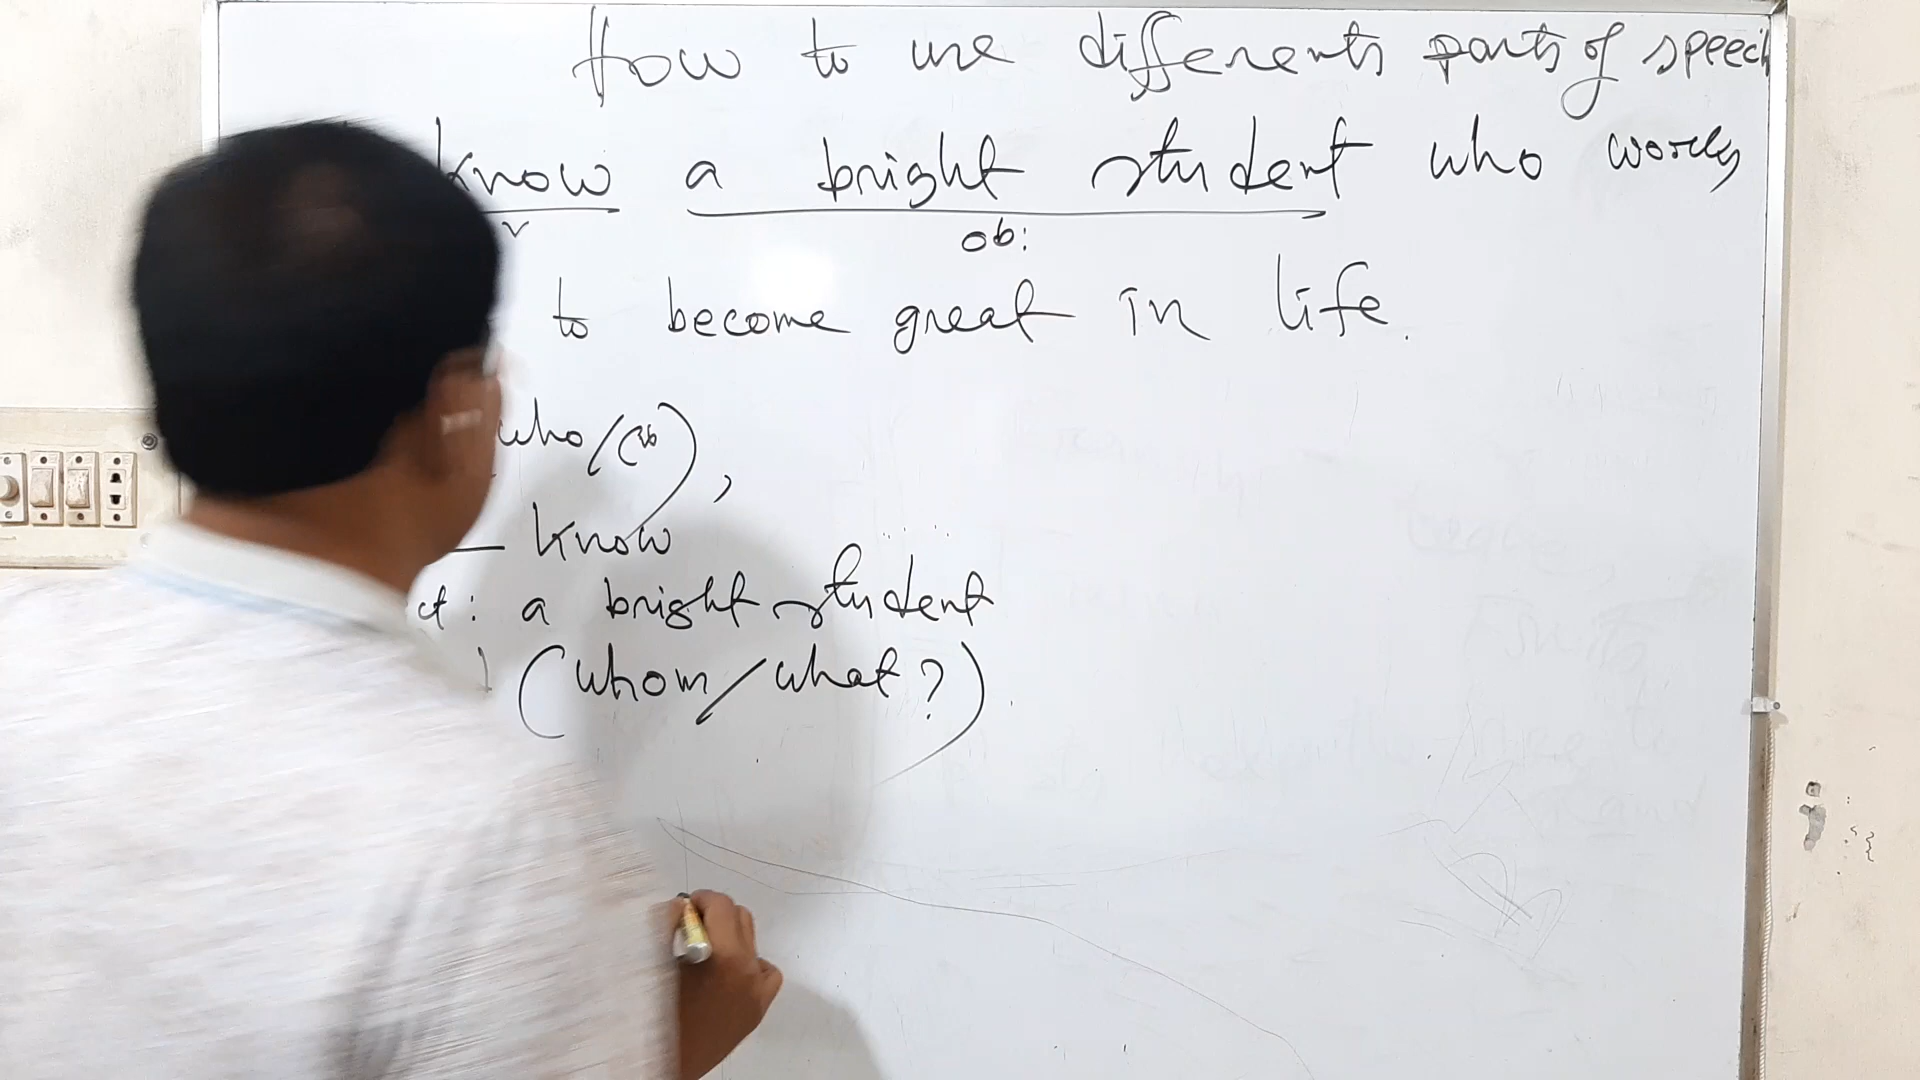 How to use differents parts of speech
know a bright student who works
v ob:
to become great in life.
who/( ),
— know
ct: a bright student
(whom/what?)